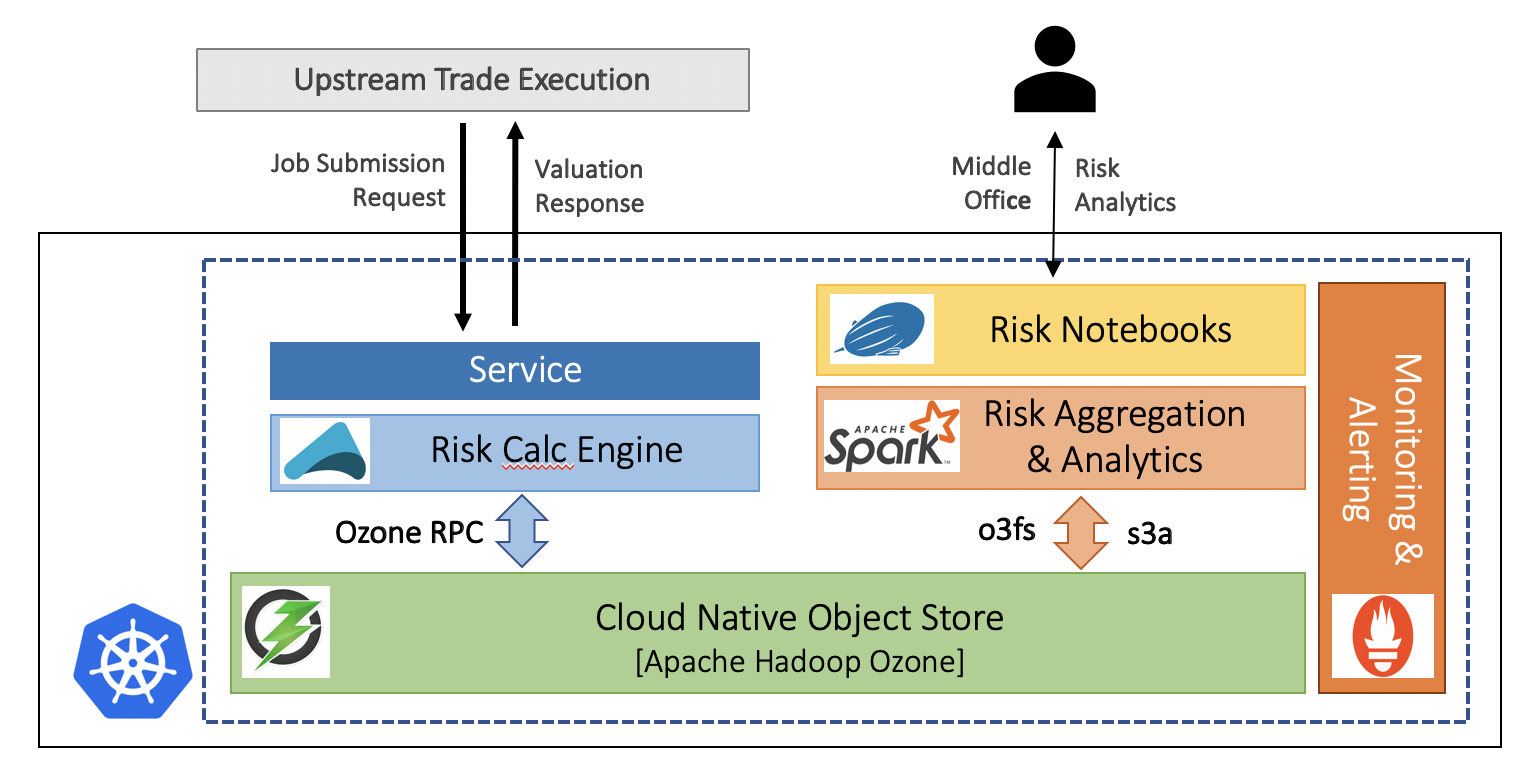 Upstream Trade Execution
Job Submission
Request
Valuation
Response
Middle
Office
Risk
Analytics
Service
Risk Calc Engine
Risk Notebooks
APACHE
Spark™
Risk Aggregation
& Analytics
Monitoring &
Alerting
Ozone RPC
o3fs
s3a
Cloud Native Object Store
[Apache Hadoop Ozone]